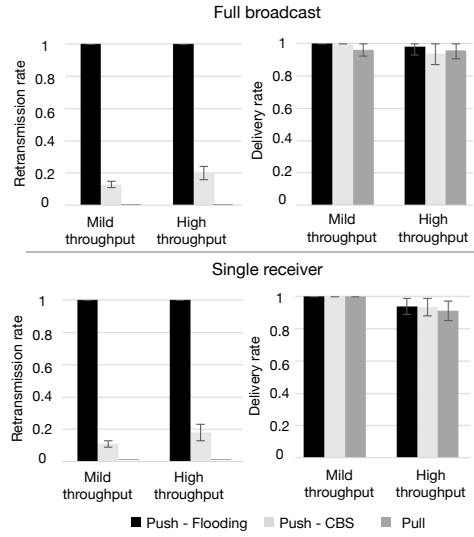 Full broadcast
Retransmission rate
1
0.8
0.6
0.4
0.2
0
Mild throughput
High throughput
Delivery rate
1
0.8
0.6
0.4
0.2
0
Mild throughput
High throughput
Single receiver
Retransmission rate
1
0.8
0.6
0.4
0.2
0
Mild throughput
High throughput
Delivery rate
1
0.8
0.6
0.4
0.2
0
Mild throughput
High throughput
Push - Flooding
Push - CBS
Pull